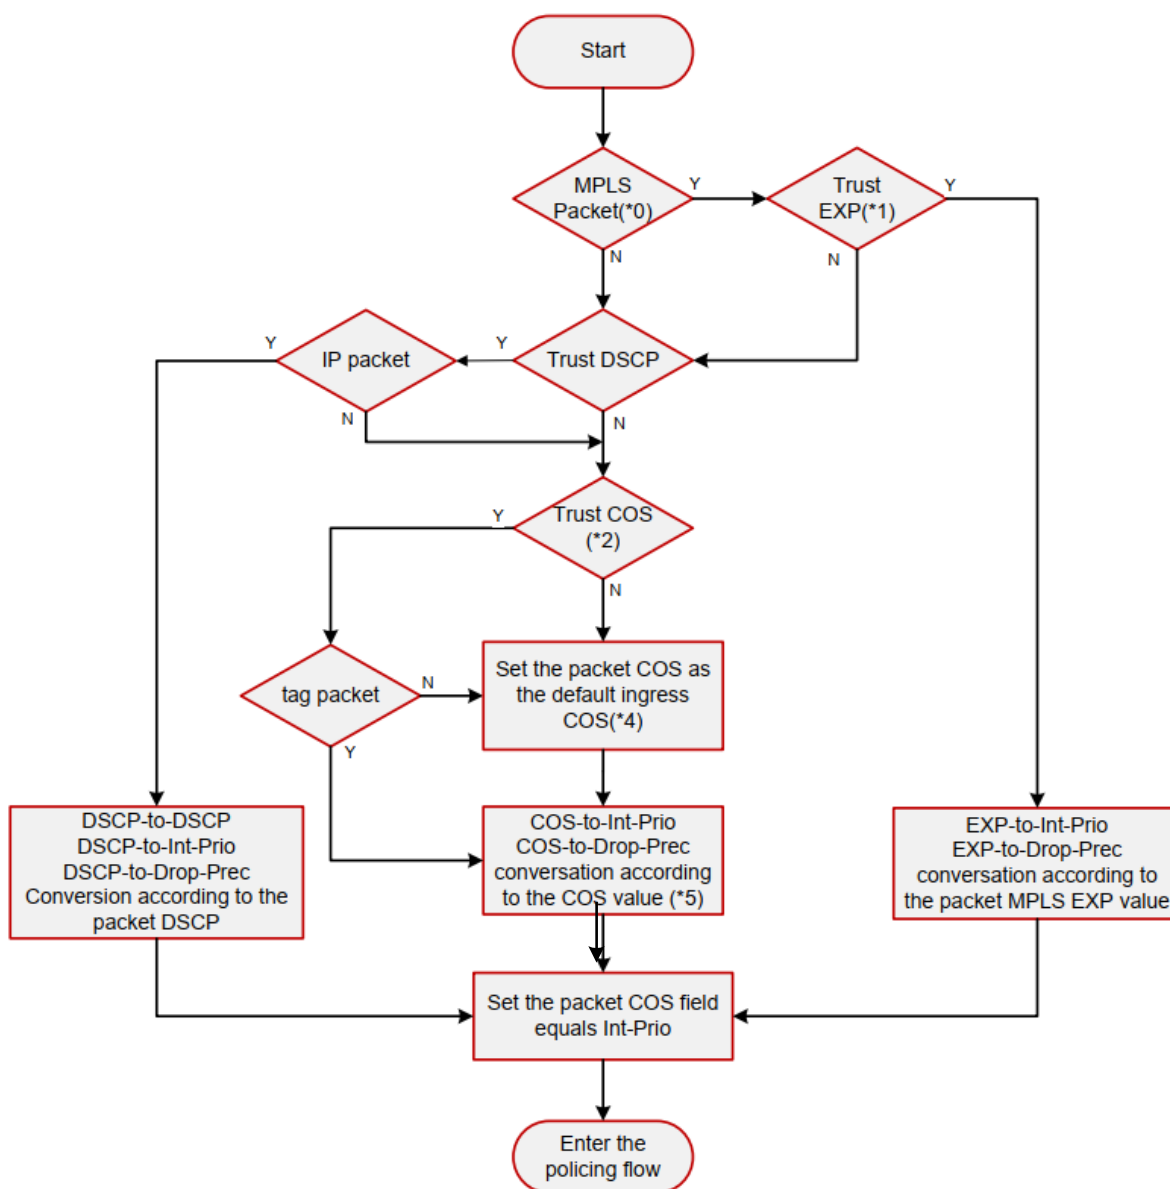 Start
MPLS
Packet(*0)
Y
Trust
EXP(*1)
Y
N
N
Y
IP packet
Y
Trust DSCP
N
N
Y
Trust COS
(*2)
N
tag packet
N
Set the packet COS as
the default ingress
COS(*4)
Y
DSCP-to-DSCP
DSCP-to-Int-Prio
DSCP-to-Drop-Prec
Conversion according to the
packet DSCP
COS-to-Int-Prio
COS-to-Drop-Prec
conversation according
to the COS value (*5)
EXP-to-Int-Prio
EXP-to-Drop-Prec
conversation according to
the packet MPLS EXP value
Set the packet COS field
equals Int-Prio
Enter the
policing flow